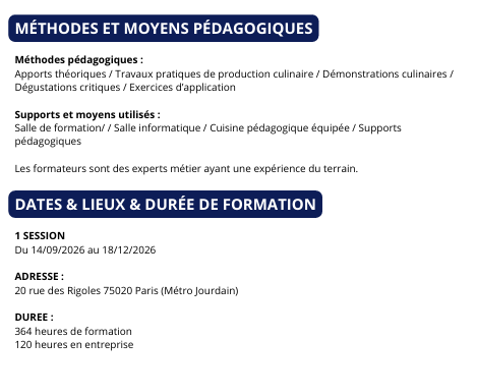 MÉTHODES ET MOYENS PÉDAGOGIQUES
Méthodes pédagogiques :
Apports théoriques / Travaux pratiques de production culinaire / Démonstrations culinaires /
Dégustations critiques / Exercices d'application
Supports et moyens utilisés :
Salle de formation/ / Salle informatique / Cuisine pédagogique équipée / Supports
pédagogiques
Les formateurs sont des experts métier ayant une expérience du terrain.
DATES & LIEUX & DURÉE DE FORMATION
1 SESSION
Du 14/09/2026 au 18/12/2026
ADRESSE :
20 rue des Rigoles 75020 Paris (Métro Jourdain)
DUREE :
364 heures de formation
120 heures en entreprise